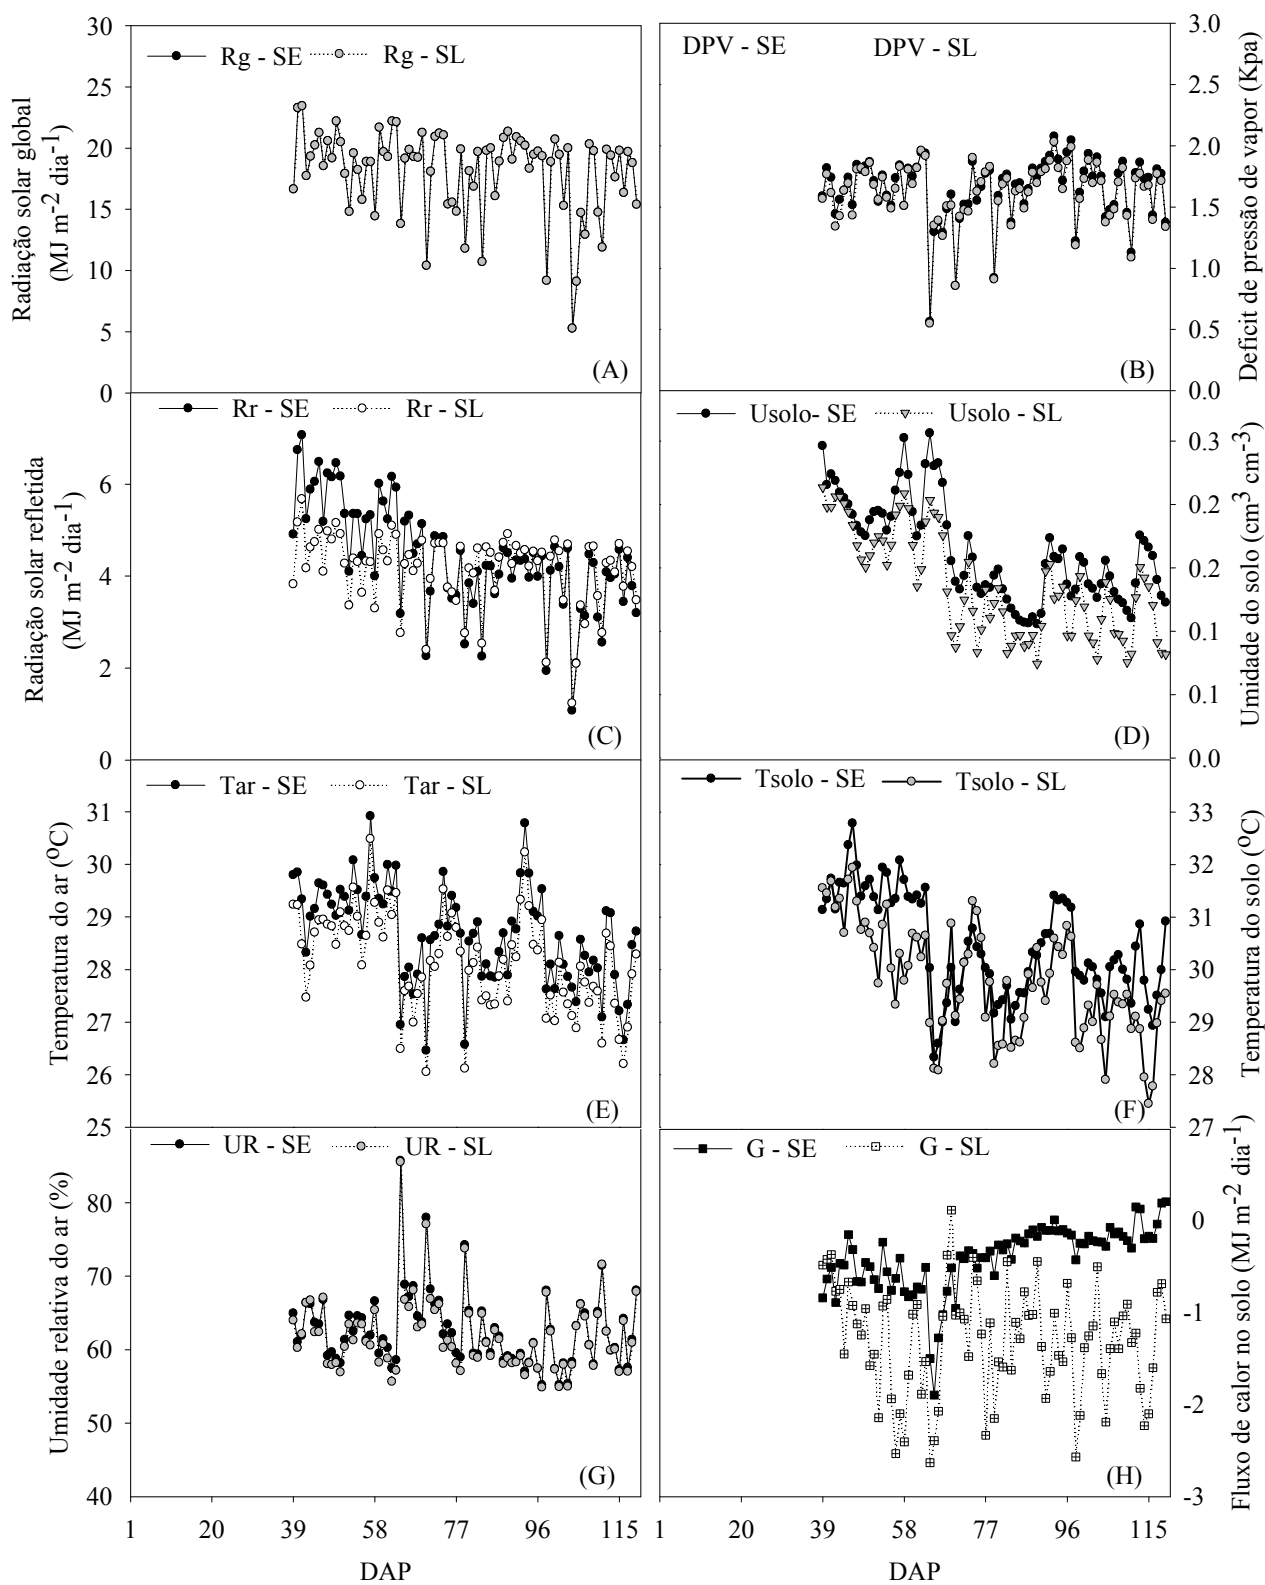 Rg - SE Rg - SL
Radiação solar global
(MJ m-2 dia-1)
30
25
20
15
10
5
0
(A)
DPV - SE DPV - SL
Deficit de pressão de vapor (Kpa)
3.0
2.5
2.0
1.5
1.0
0.5
0.0
(B)
Rr - SE Rr - SL
Radiação solar refletida
(MJ m-2 dia-1)
6
4
2
0
(C)
Usolo- SE Usolo - SL
Umidade do solo (cm3 cm-3)
0.3
0.2
0.2
0.1
0.1
0.0
(D)
Tar - SE Tar - SL
Temperatura do ar (OC)
31
30
29
28
27
26
25
(E)
Tsolo - SE Tsolo - SL
Temperatura do solo (OC)
33
32
31
30
29
28
27
(F)
UR - SE UR - SL
Umidade relativa do ar (%)
80
70
60
50
40
(G)
1 20 39 58 77 96 115
DAP
G - SE G - SL
Fluxo de calor no solo (MJ m-2 dia-1)
0
-1
-2
-3
(H)
1 20 39 58 77 96 115
DAP